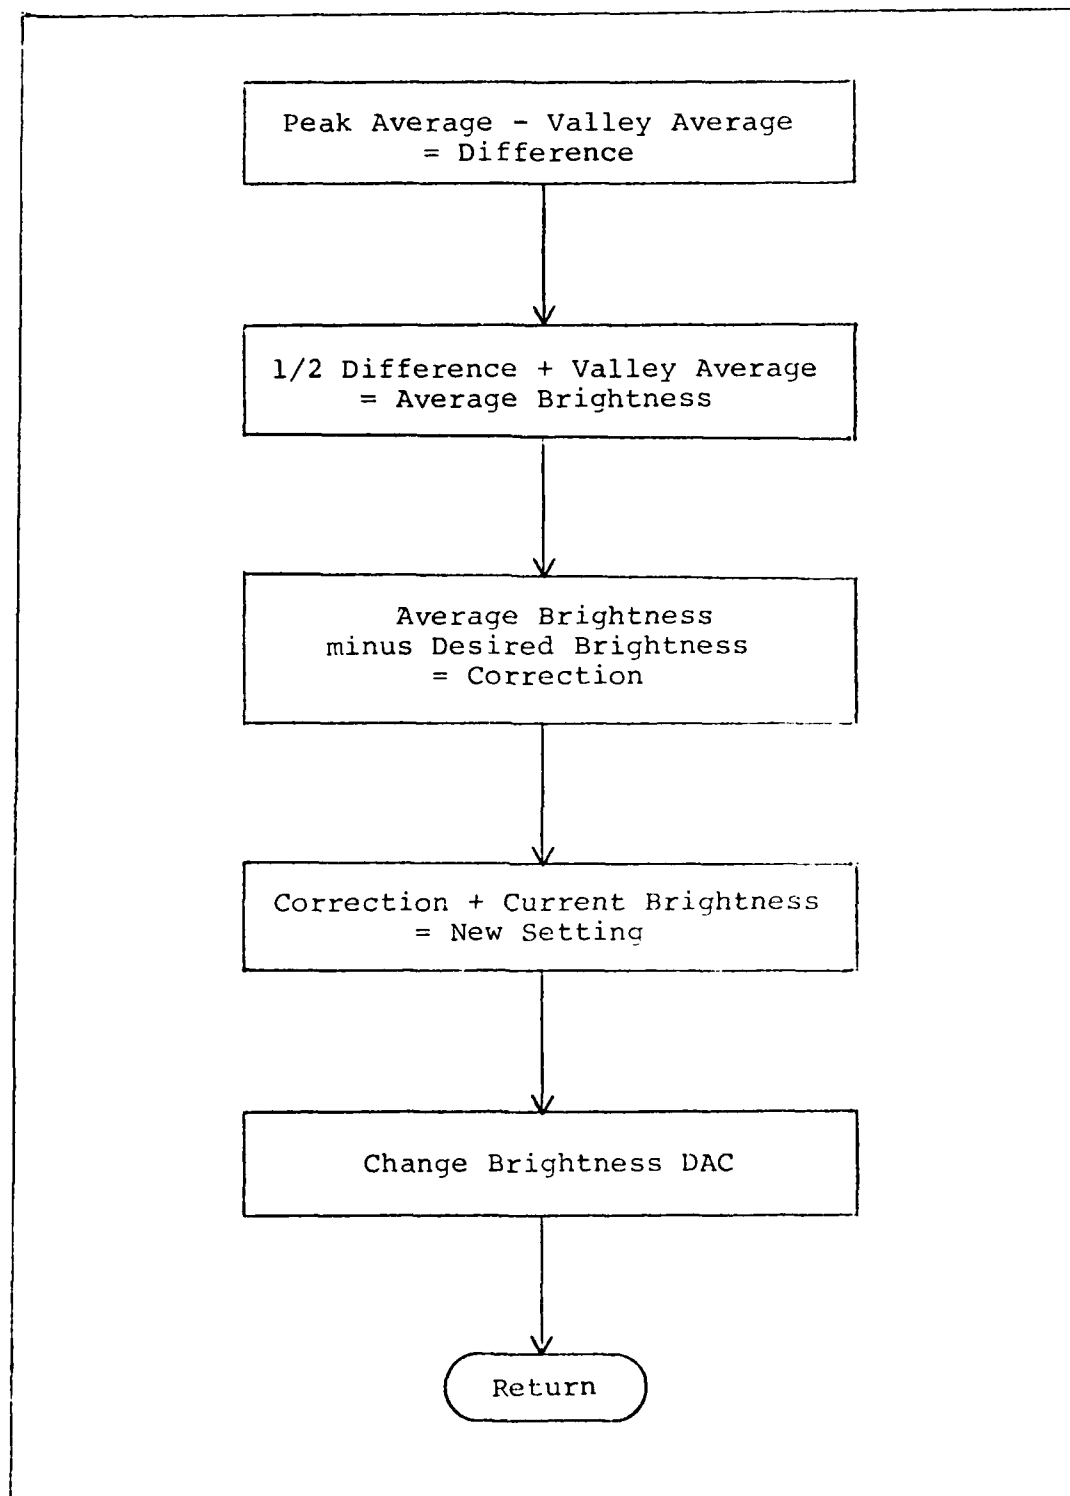 Peak Average - Valley Average
= Difference
1/2 Difference + Valley Average
= Average Brightness
Average Brightness
minus Desired Brightness
= Correction
Correction + Current Brightness
= New Setting
Change Brightness DAC
Return